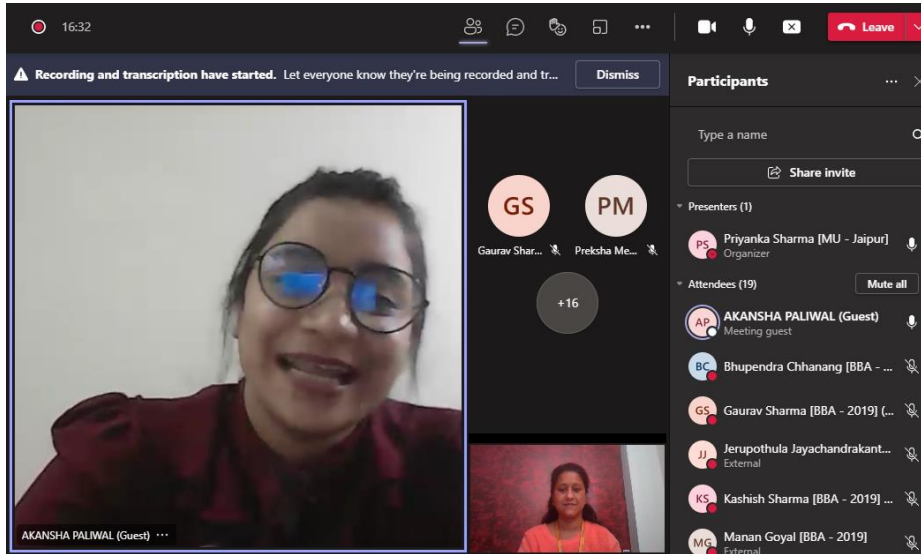 16:32
Leave
Recording and transcription have started. Let everyone know they're being recorded and tr...
Dismiss
GS
Gaurav Shar...
PM
Preksha Me...
+16
AKANSHA PALIWAL (Guest) ...
Participants
Type a name
Share invite
Presenters (1)
PS
Priyanka Sharma [MU - Jaipur]
Organizer
Attendees (19)
Mute all
AP
AKANSHA PALIWAL (Guest)
Meeting guest
BC
Bhupendra Chhanang [BBA - ...
GS
Gaurav Sharma [BBA - 2019] (...
JJ
Jerupothula Jayachandrakant...
External
KS
Kashish Sharma [BBA - 2019] ...
MG
Manan Goyal [BBA - 2019]
External